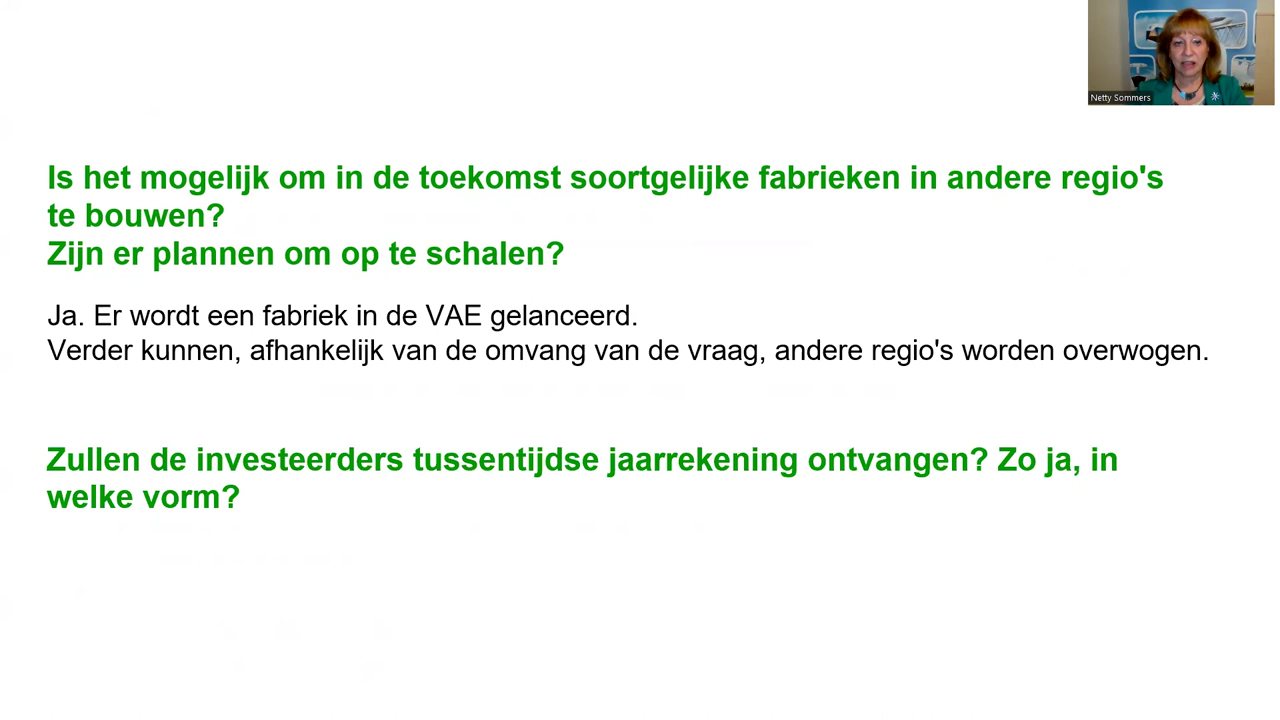 Netty Sommers
Is het mogelijk om in de toekomst soortgelijke fabrieken in andere regio's
te bouwen?
Zijn er plannen om op te schalen?
Ja. Er wordt een fabriek in de VAE gelanceerd.
Verder kunnen, afhankelijk van de omvang van de vraag, andere regio's worden overwogen.
Zullen de investeerders tussentijdse jaarrekening ontvangen? Zo ja, in
welke vorm?